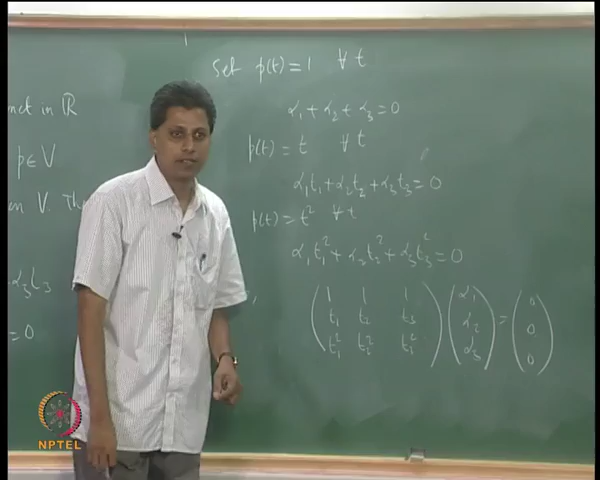 nct in ℝ
p ∈ V
on V. Th
α₃t₃
= 0
Set p(t) = 1 ∀ t
α₁ + α₂ + α₃ = 0
p(t) = t ∀ t
α₁t₁ + α₂t₂ + α₃t₃ = 0
p(t) = t² ∀ t
α₁t₁² + α₂t₂² + α₃t₃² = 0
( 1 1 1 ) ( α₁ ) ( 0 )
( t₁ t₂ t₃ ) ( α₂ ) = ( 0 )
( t₁² t₂² t₃² ) ( α₃ ) ( 0 )
NPTEL